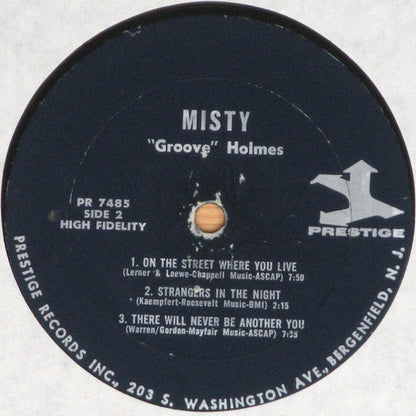 MISTY
"Groove" Holmes
PR 7485
SIDE 2
HIGH FIDELITY
PRESTIGE
1. ON THE STREET WHERE YOU LIVE
(Lerner & Loewe-Chappell Music-ASCAP) 7:50
2. STRANGERS IN THE NIGHT
(Kaempfert-Roosevelt Music-BMI) 2:15
3. THERE WILL NEVER BE ANOTHER YOU
(Warren/Gordon-Mayfair Music-ASCAP) 7:35
PRESTIGE RECORDS INC., 203 S. WASHINGTON AVE., BERGENFIELD, N. J.